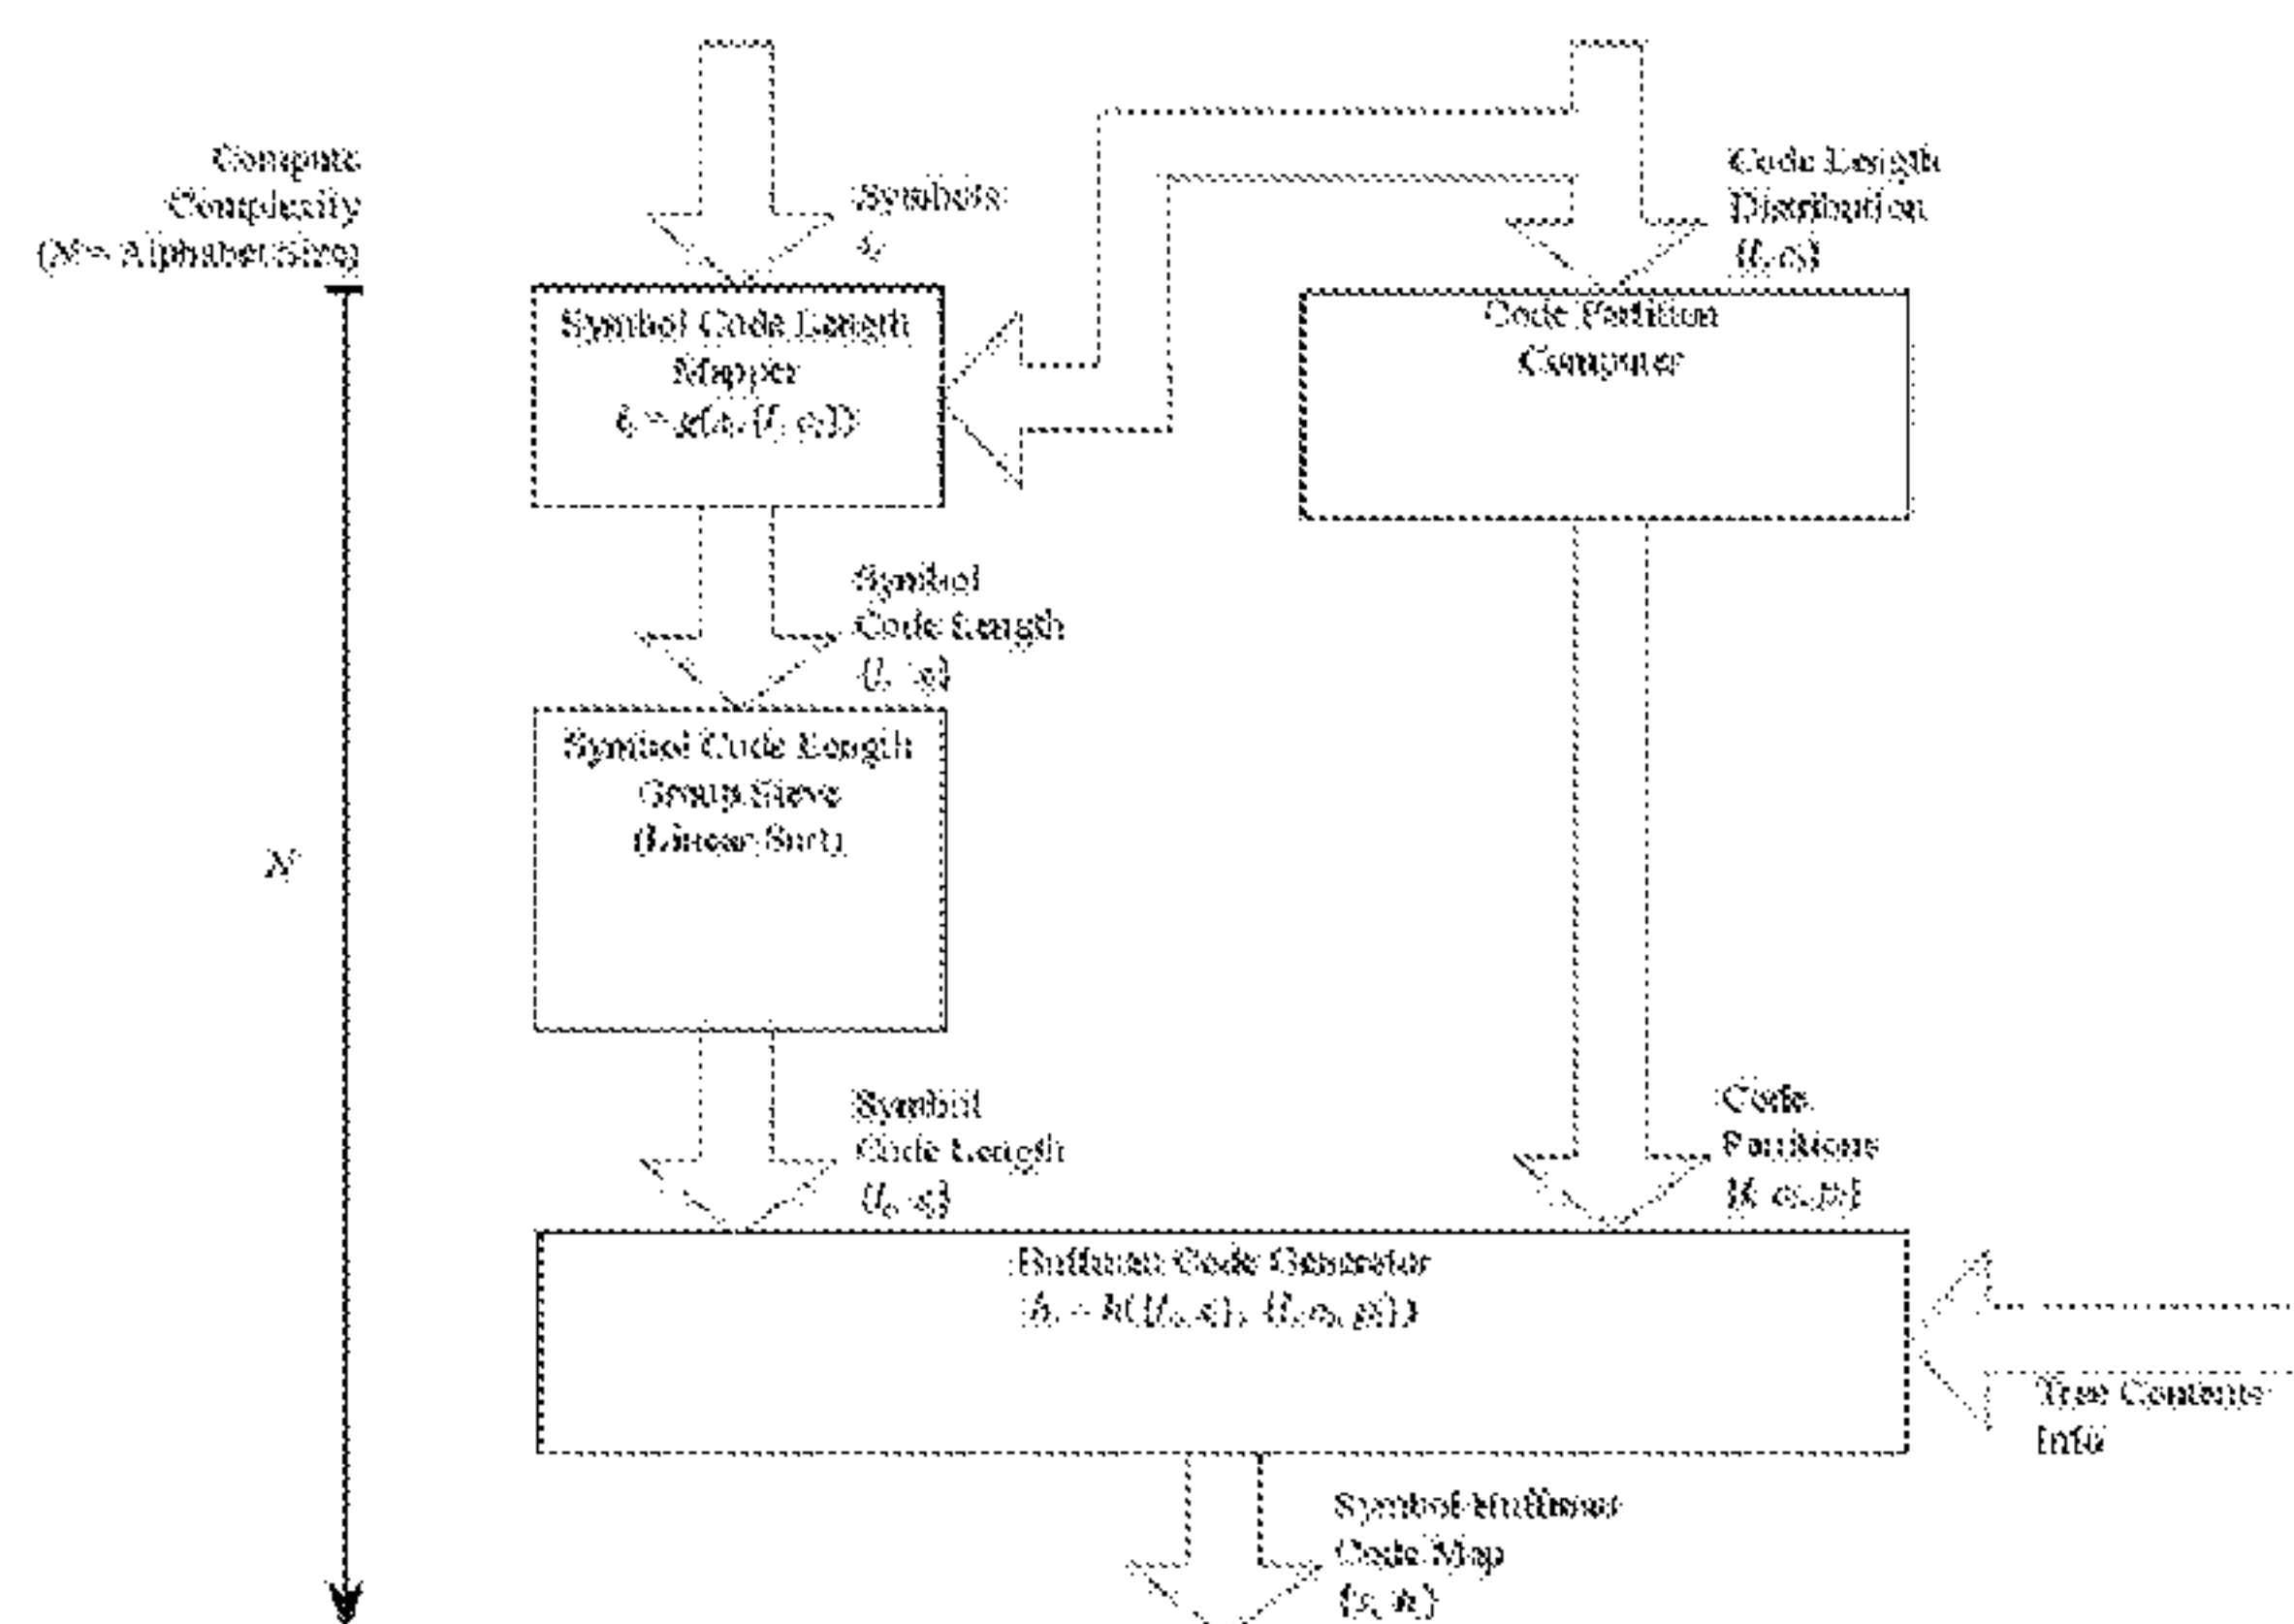 Compute
Complexity
(N = Alphabet Size)
Symbols
Code Length
Distribution
Symbol Code Length
Mapper
Code Partition
Computer
Symbol
Code Length
Symbol Code Length
Group Sieve
(Linear Sort)
N
Symbol
Code Length
Code
Partitions
Huffman Code Generator
Tree Contents
Info
Symbol-Huffman
Code Map